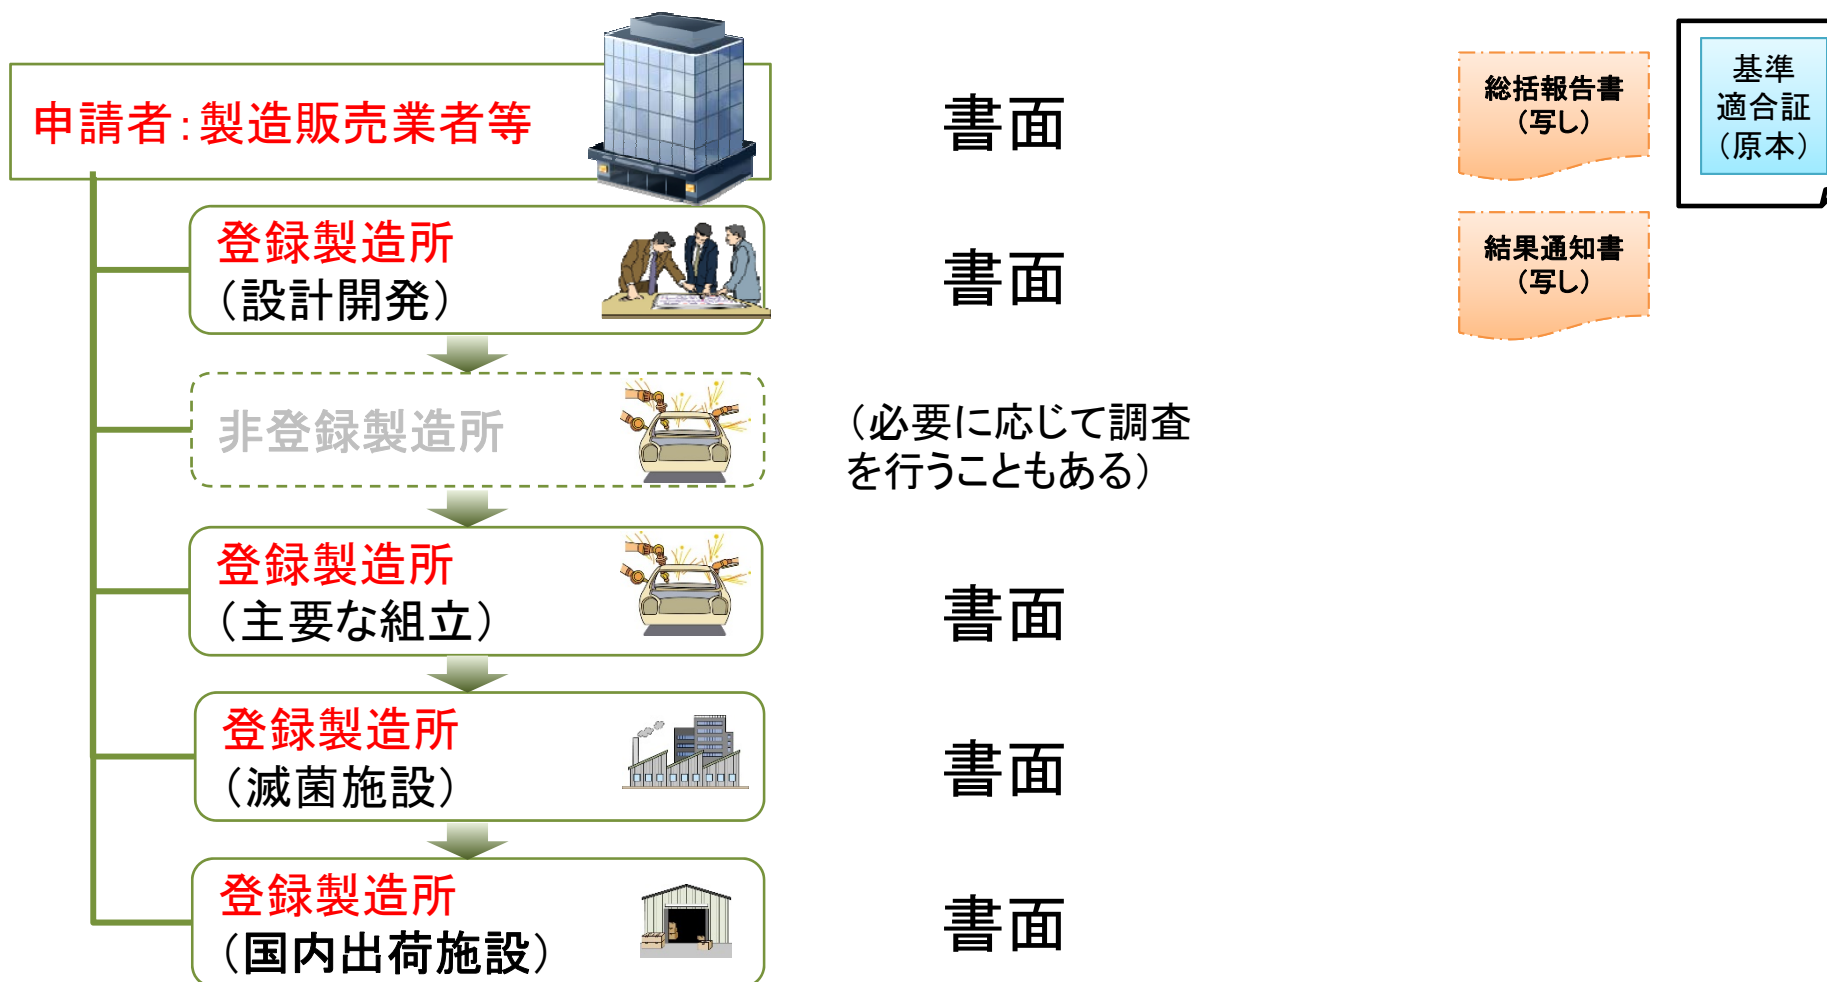 申請者：製造販売業者等
書面
総括報告書
（写し）
基準
適合証
（原本）
登録製造所
（設計開発）
書面
結果通知書
（写し）
非登録製造所
（必要に応じて調査
を行うこともある）
登録製造所
（主要な組立）
書面
登録製造所
（滅菌施設）
書面
登録製造所
（国内出荷施設）
書面